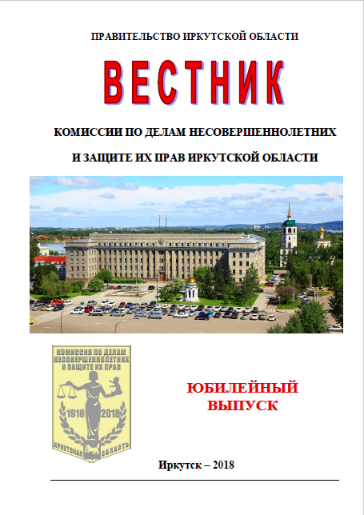 ПРАВИТЕЛЬСТВО ИРКУТСКОЙ ОБЛАСТИ
ВЕСТНИК
КОМИССИИ ПО ДЕЛАМ НЕСОВЕРШЕННОЛЕТНИХ
И ЗАЩИТЕ ИХ ПРАВ ИРКУТСКОЙ ОБЛАСТИ
КОМИССИЯ ПО ДЕЛАМ
НЕСОВЕРШЕННОЛЕТНИХ
И ЗАЩИТЕ ИХ ПРАВ
1918 2018
ИРКУТСКАЯ ОБЛАСТЬ
ЮБИЛЕЙНЫЙ
ВЫПУСК
Иркутск – 2018